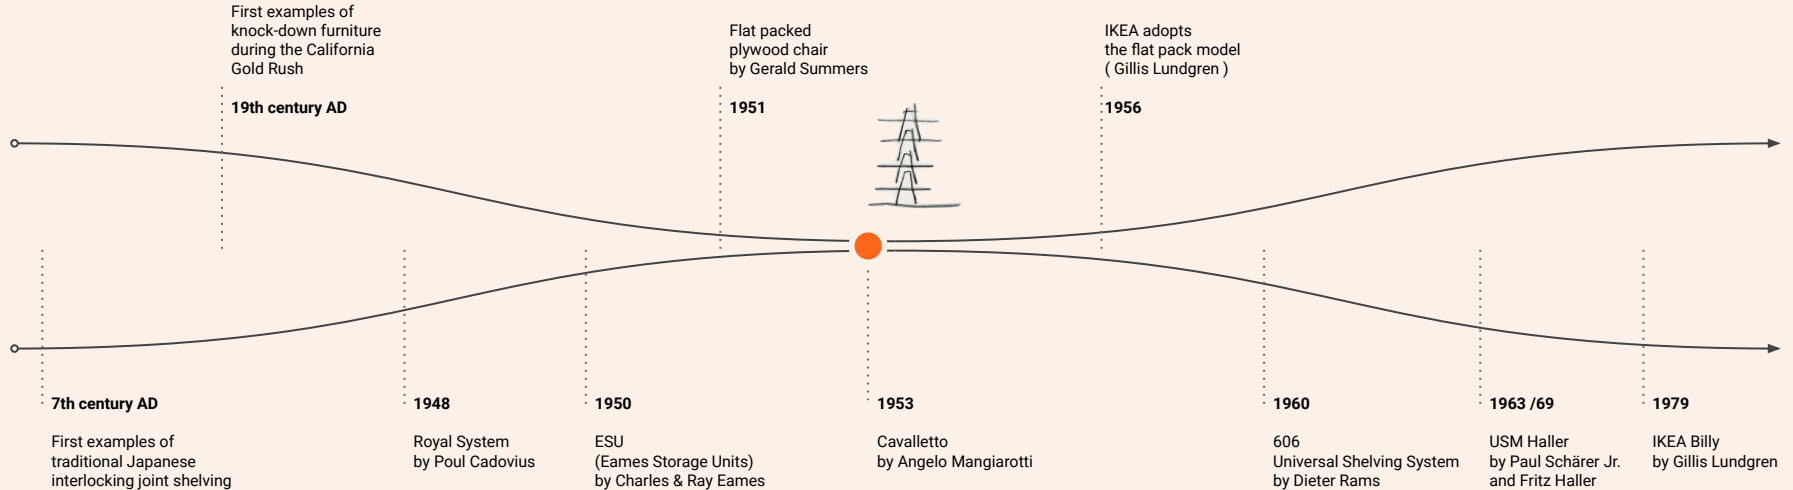 First examples of
knock-down furniture
during the California
Gold Rush
19th century AD
Flat packed
plywood chair
by Gerald Summers
1951
IKEA adopts
the flat pack model
( Gillis Lundgren )
1956
7th century AD
First examples of
traditional Japanese
interlocking joint shelving
1948
Royal System
by Poul Cadovius
1950
ESU
(Eames Storage Units)
by Charles & Ray Eames
1953
Cavalletto
by Angelo Mangiarotti
1960
606
Universal Shelving System
by Dieter Rams
1963 /69
USM Haller
by Paul Schärer Jr.
and Fritz Haller
1979
IKEA Billy
by Gillis Lundgren